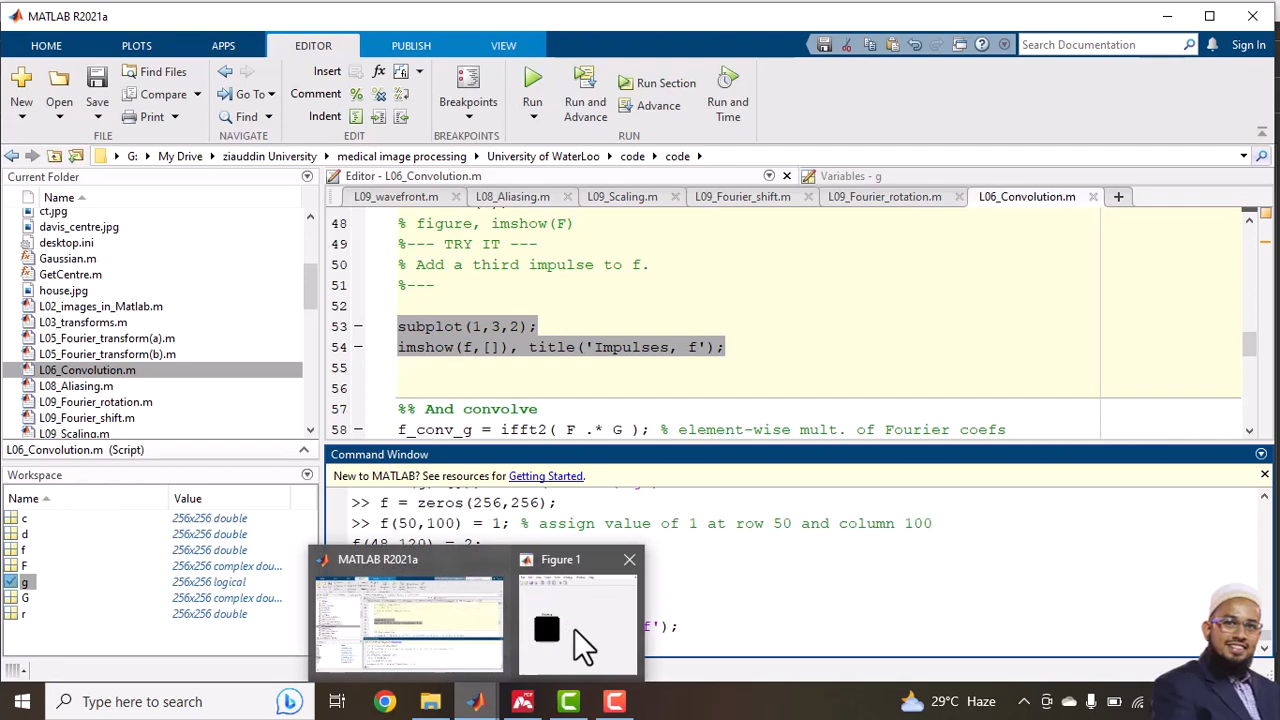 MATLAB R2021a
HOME
PLOTS
APPS
EDITOR
PUBLISH
VIEW
Search Documentation
Sign In
New
Open
Save
Find Files
Compare
Print
FILE
Go To
Find
NAVIGATE
Insert
fx
Comment
%
Indent
EDIT
Breakpoints
BREAKPOINTS
Run
Run and Advance
Run Section
Advance
Run and Time
RUN
G: My Drive ziauddin University medical image processing University of WaterLoo code code
Current Folder
Name
ct.jpg
davis_centre.jpg
desktop.ini
Gaussian.m
GetCentre.m
house.jpg
L02_images_in_Matlab.m
L03_transforms.m
L05_Fourier_transform(a).m
L05_Fourier_transform(b).m
L06_Convolution.m
L08_Aliasing.m
L09_Fourier_rotation.m
L09_Fourier_shift.m
L09_Scaling.m
L06_Convolution.m (Script)
Workspace
Name Value
c 256x256 double
d 256x256 double
f 256x256 double
F 256x256 complex dou...
g 256x256 logical
G 256x256 complex dou...
r 256x256 double
Editor - L06_Convolution.m
Variables - g
L09_wavefront.m L08_Aliasing.m L09_Scaling.m L09_Fourier_shift.m L09_Fourier_rotation.m L06_Convolution.m
48 % figure, imshow(F)
49 %--- TRY IT ---
50 % Add a third impulse to f.
51 %---
52
53 – subplot(1,3,2);
54 – imshow(f,[]), title('Impulses, f');
55
56
57 %% And convolve
58 – f_conv_g = ifft2( F .* G ); % element-wise mult. of Fourier coefs
Command Window
New to MATLAB? See resources for Getting Started.
>> f = zeros(256,256);
>> f(50,100) = 1; % assign value of 1 at row 50 and column 100
f(48,120) = 2;
f');
MATLAB R2021a
Figure 1
Type here to search
29°C Haze